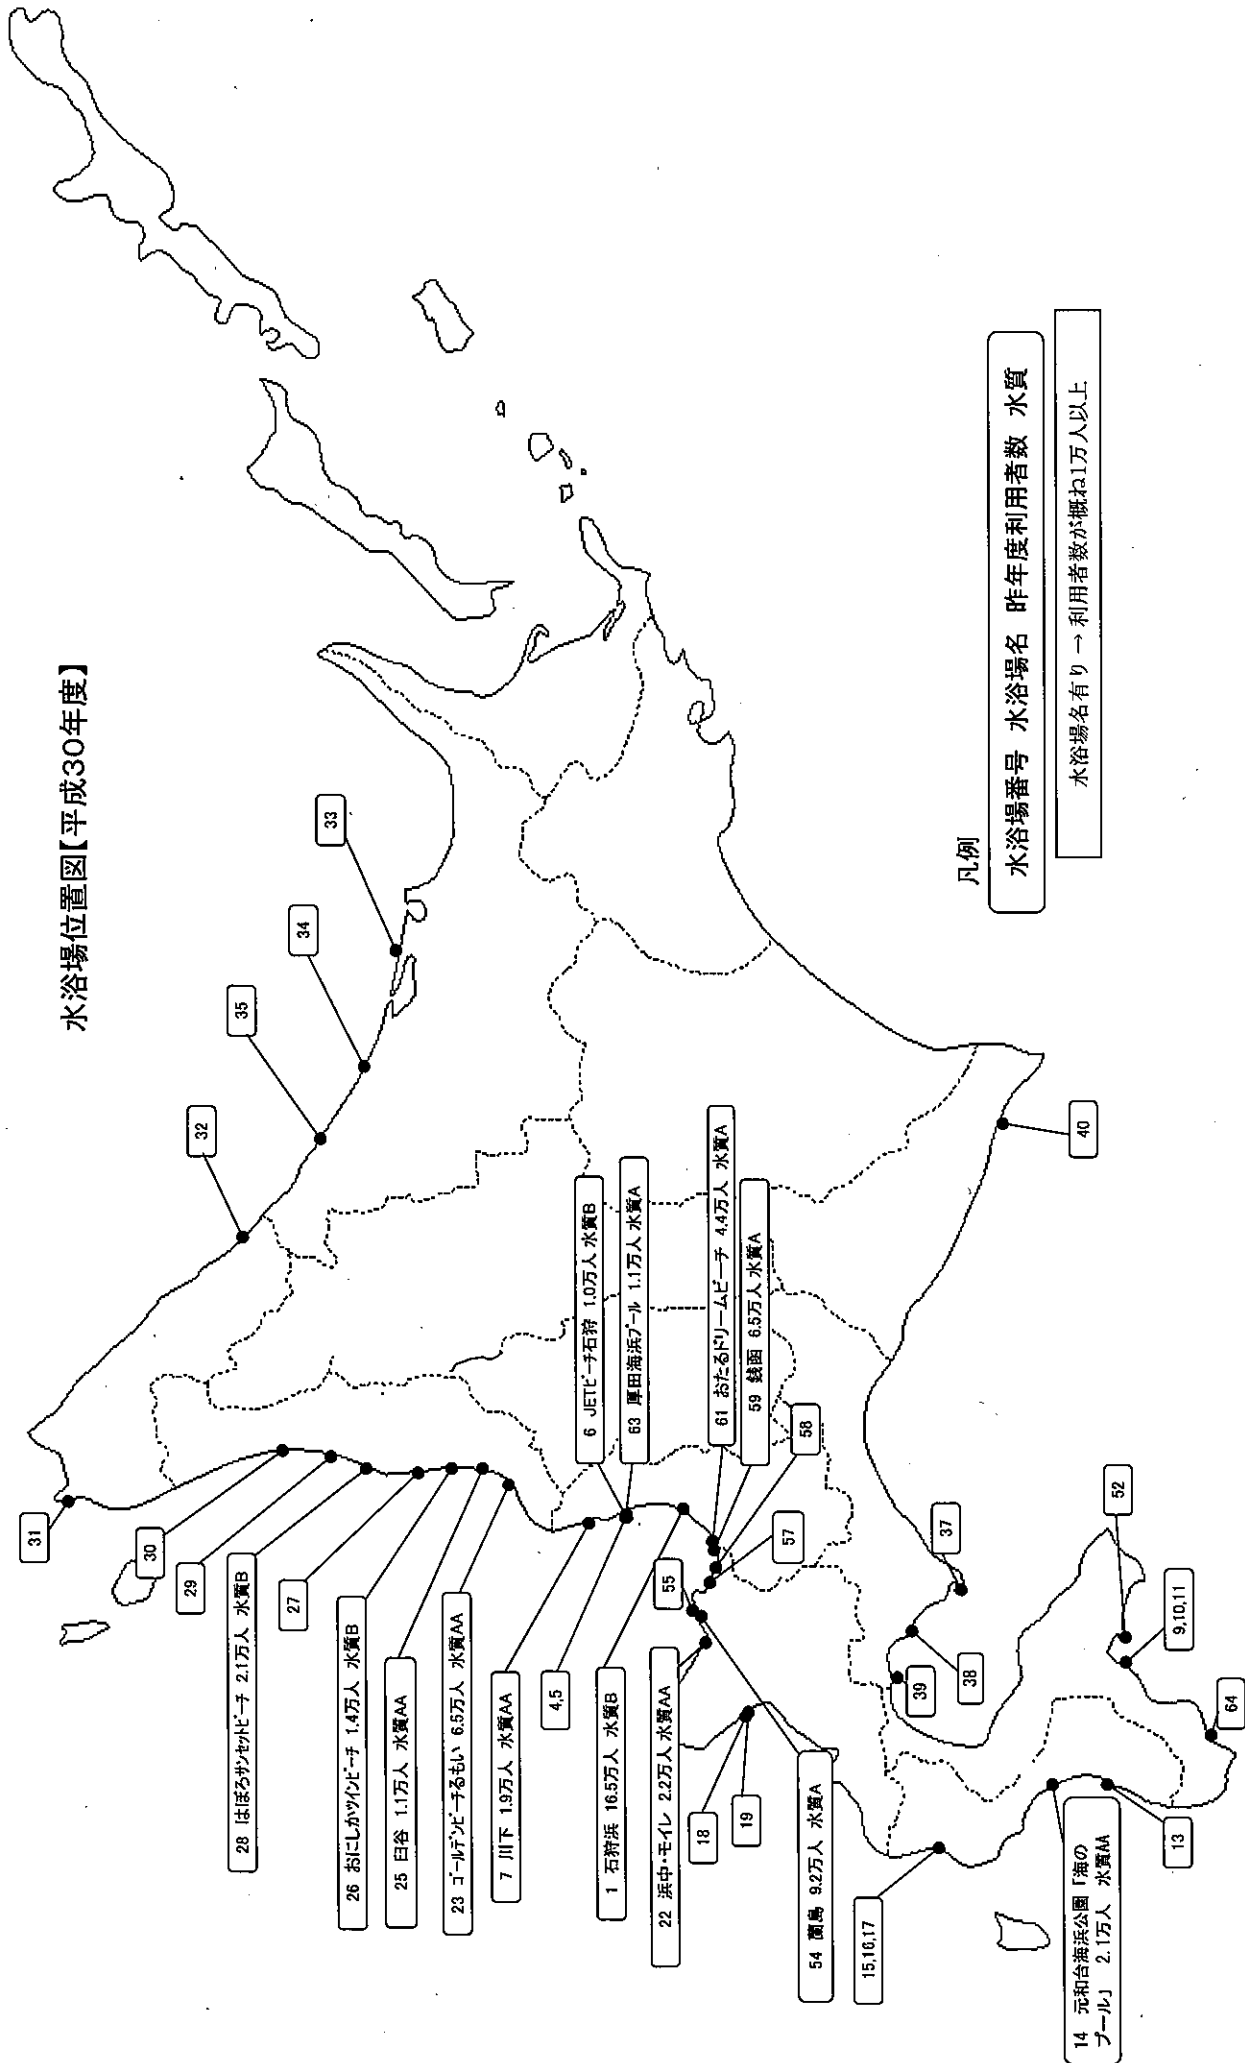 水浴場位置図【平成30年度】
31
30
29
28 はぼろサンセットビーチ 2.1万人 水質B
27
26 おにしかツインビーチ 1.4万人 水質B
25 臼谷 1.1万人 水質AA
23 ゴールデンビーチるもい 6.5万人 水質AA
7 川下 1.9万人 水質AA
4,5
1 石狩浜 16.5万人 水質B
55
22 浜中・モイレ 2.2万人 水質AA
18
19
54 蘭島 9.2万人 水質A
15,16,17
14 元和台海浜公園「海の
プール」 2.1万人 水質AA
13
64
9,10,11
52
39
38
37
57
58
59 銭函 6.5万人 水質A
61 おたるドリームビーチ 4.4万人 水質A
63 厚田海浜プール 1.1万人 水質A
6 JETビーチ石狩 1.0万人 水質B
32
35
34
33
40
凡例
水浴場番号 水浴場名 昨年度利用者数 水質
水浴場名有り → 利用者数が概ね1万人以上